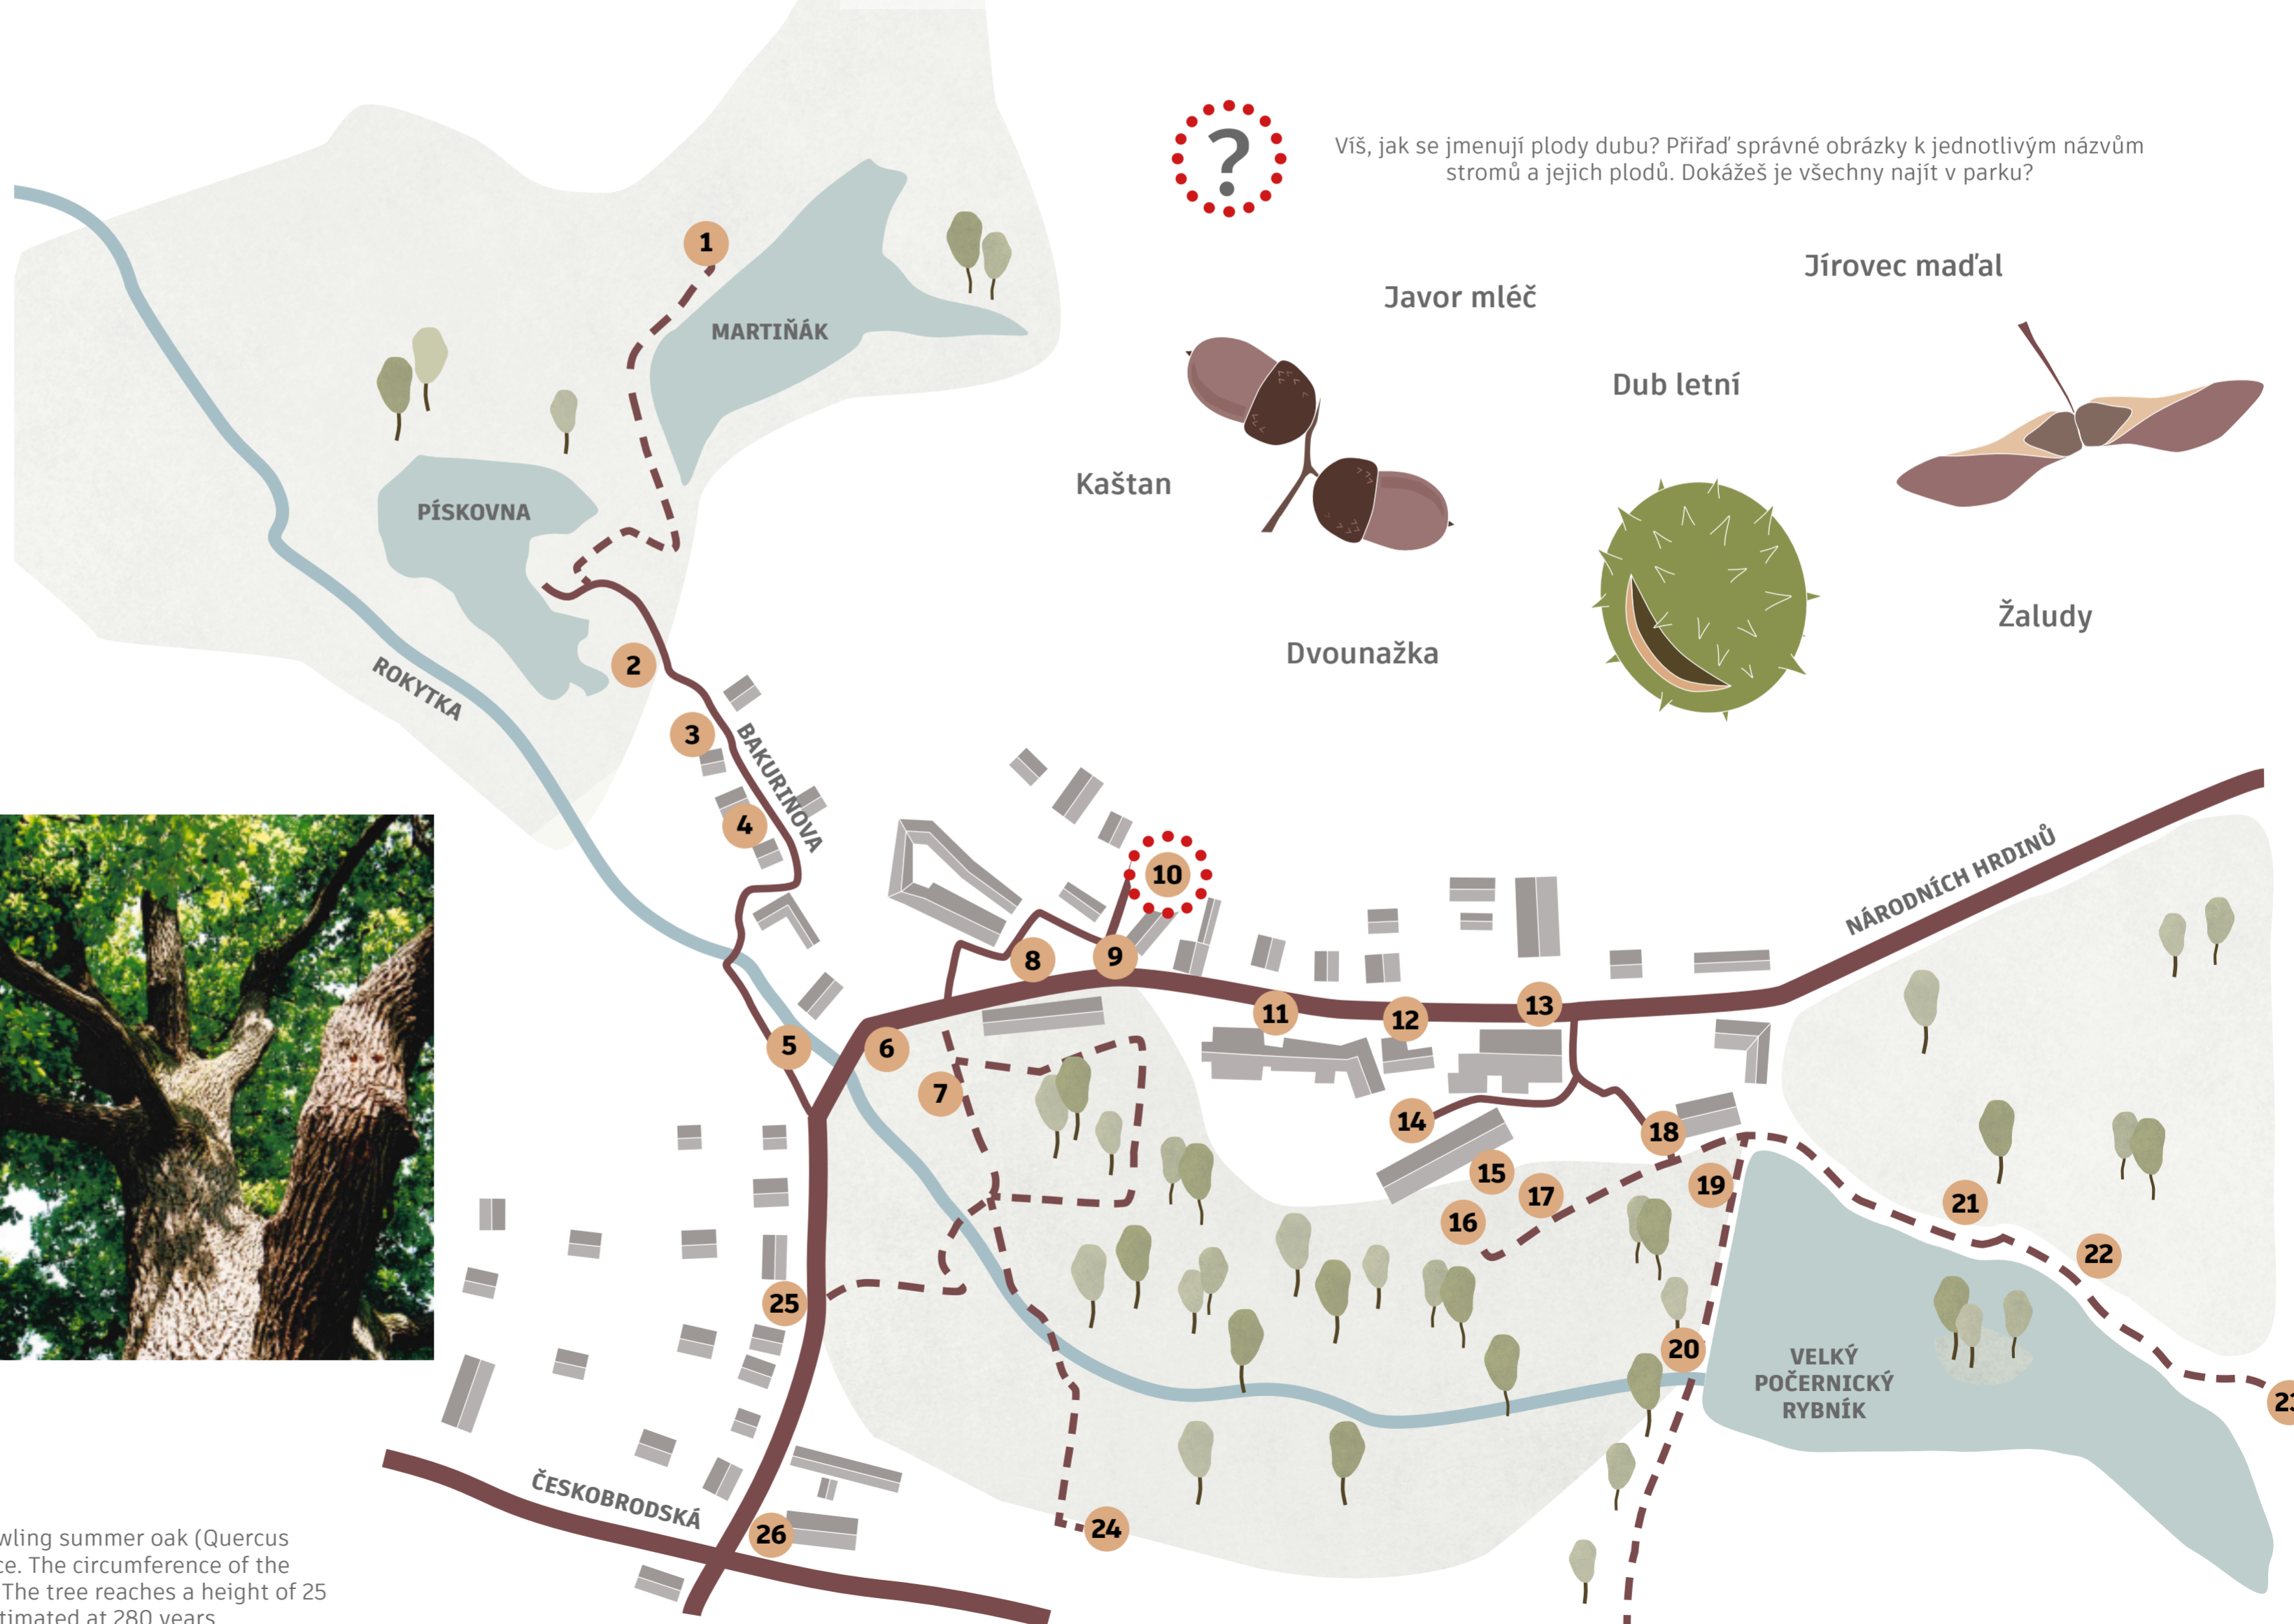 ?
Víš, jak se jmenují plody dubu? Přiřaď správné obrázky k jednotlivým názvům
stromů a jejich plodů. Dokážeš je všechny najít v parku?
Jírovec maďal
Javor mléč
Dub letní
Kaštan
Žaludy
Dvounažka
1
MARTIŇÁK
PÍSKOVNA
2
ROKYTKA
3
BAKURINOVA
4
10
NÁRODNÍCH HRDINŮ
8
9
11
12
13
5
6
7
14
18
15
19
17
16
21
22
25
20
VELKÝ
POČERNICKÝ
RYBNÍK
23
ČESKOBRODSKÁ
26
24
wling summer oak (Quercus
ce. The circumference of the
The tree reaches a height of 25
timated at 280 years